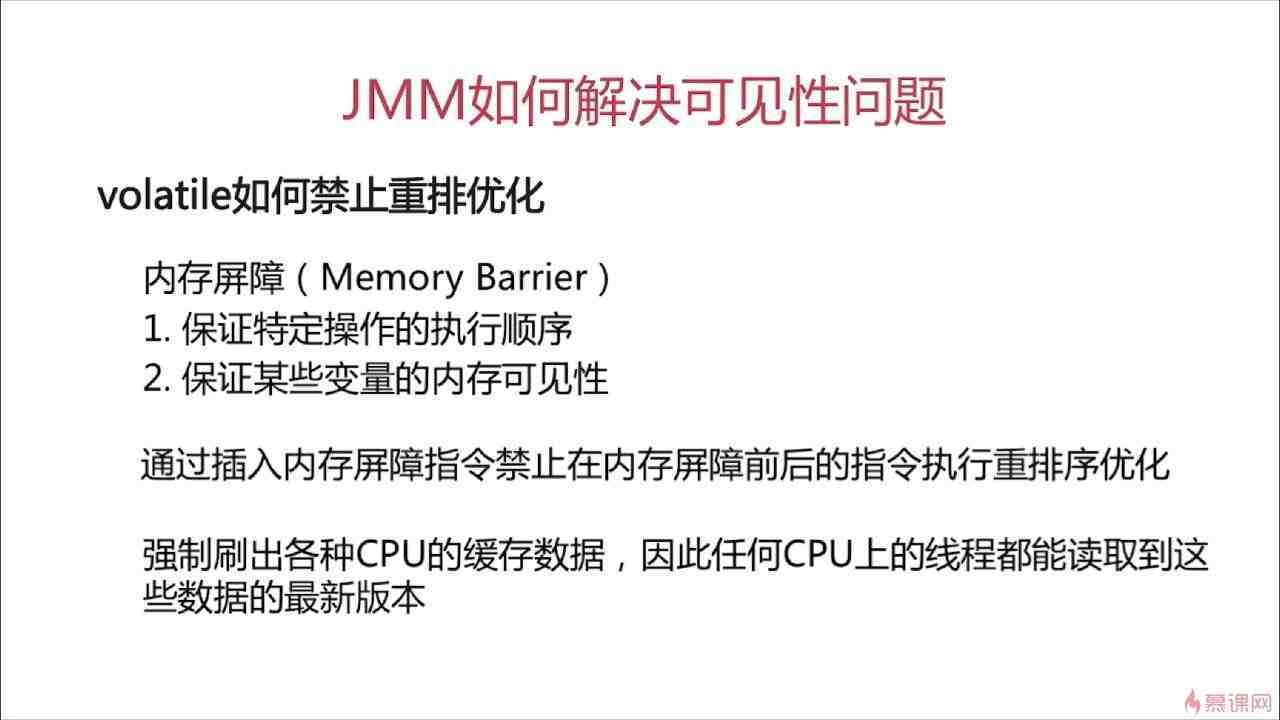 JMM如何解决可见性问题
volatile如何禁止重排优化
内存屏障（Memory Barrier）
1. 保证特定操作的执行顺序
2. 保证某些变量的内存可见性
通过插入内存屏障指令禁止在内存屏障前后的指令执行重排序优化
强制刷出各种CPU的缓存数据，因此任何CPU上的线程都能读取到这
些数据的最新版本
慕课网